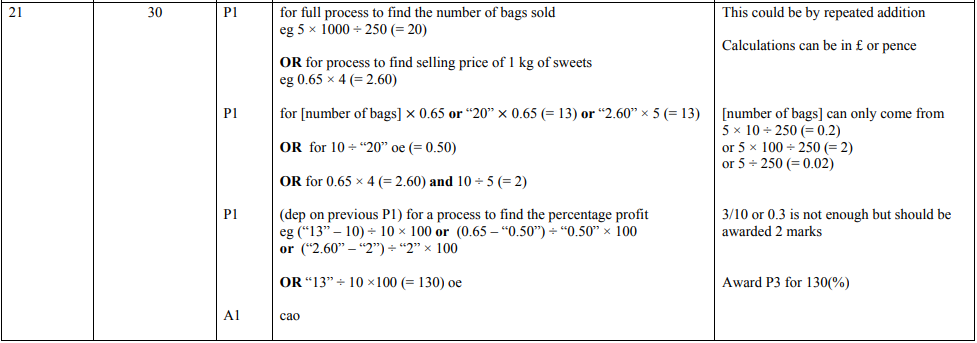 21
30
P1
for full process to find the number of bags sold
eg 5 × 1000 ÷ 250 (= 20)
OR for process to find selling price of 1 kg of sweets
eg 0.65 × 4 (= 2.60)
This could be by repeated addition
Calculations can be in £ or pence
P1
for [number of bags] × 0.65 or “20” × 0.65 (= 13) or “2.60” × 5 (= 13)
OR for 10 ÷ “20” oe (= 0.50)
OR for 0.65 × 4 (= 2.60) and 10 ÷ 5 (= 2)
[number of bags] can only come from
5 × 10 ÷ 250 (= 0.2)
or 5 × 100 ÷ 250 (= 2)
or 5 ÷ 250 (= 0.02)
P1
(dep on previous P1) for a process to find the percentage profit
eg (“13” – 10) ÷ 10 × 100 or (0.65 – “0.50”) ÷ “0.50” × 100
or (“2.60” – “2”) ÷ “2” × 100
OR “13” ÷ 10 ×100 (= 130) oe
3/10 or 0.3 is not enough but should be
awarded 2 marks
Award P3 for 130(%)
A1
cao